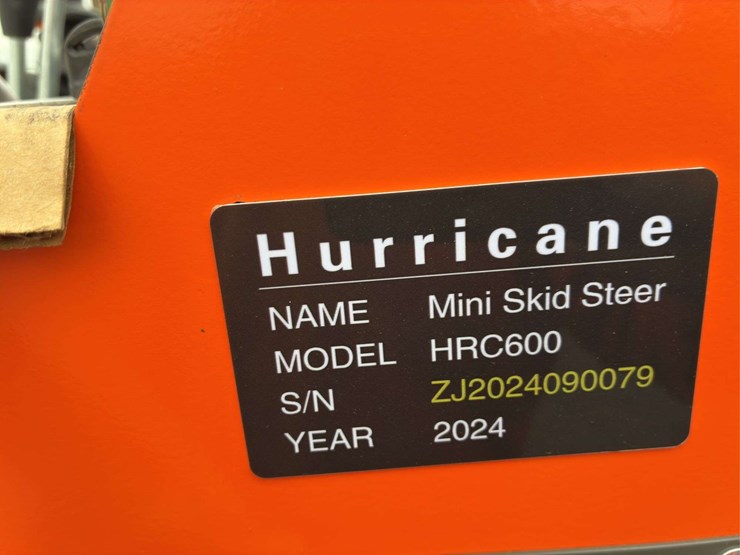 Hurricane
NAME Mini Skid Steer
MODEL HRC600
S/N ZJ2024090079
YEAR 2024